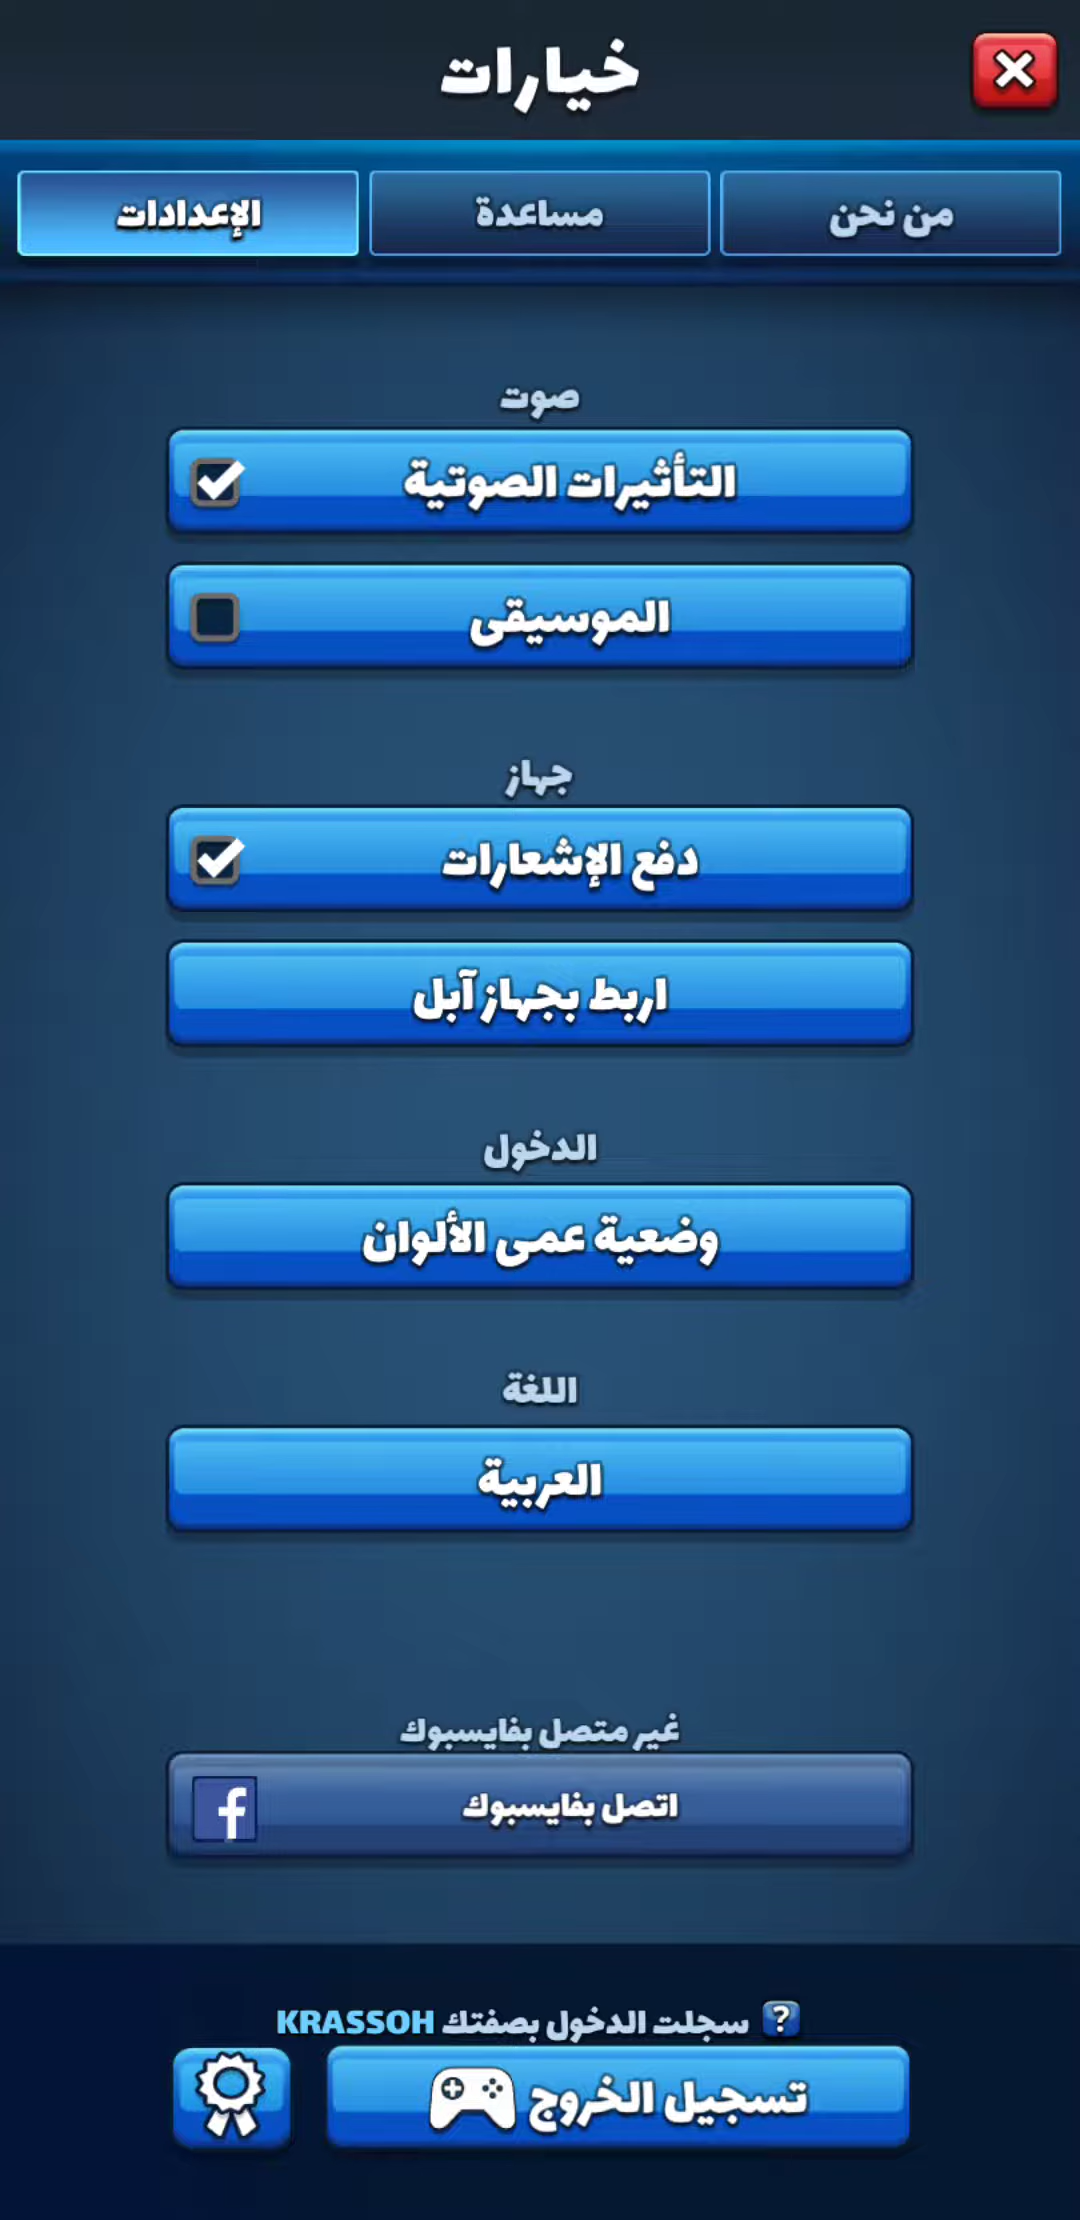 خيارات
من نحن
مساعدة
الإعدادات
صوت
التأثيرات الصوتية
الموسيقى
جهاز
دفع الإشعارات
اربط بجهاز آبل
الدخول
وضعية عمى الألوان
اللغة
العربية
غير متصل بفايسبوك
اتصل بفايسبوك
? سجلت الدخول بصفتك KRASSOH
تسجيل الخروج